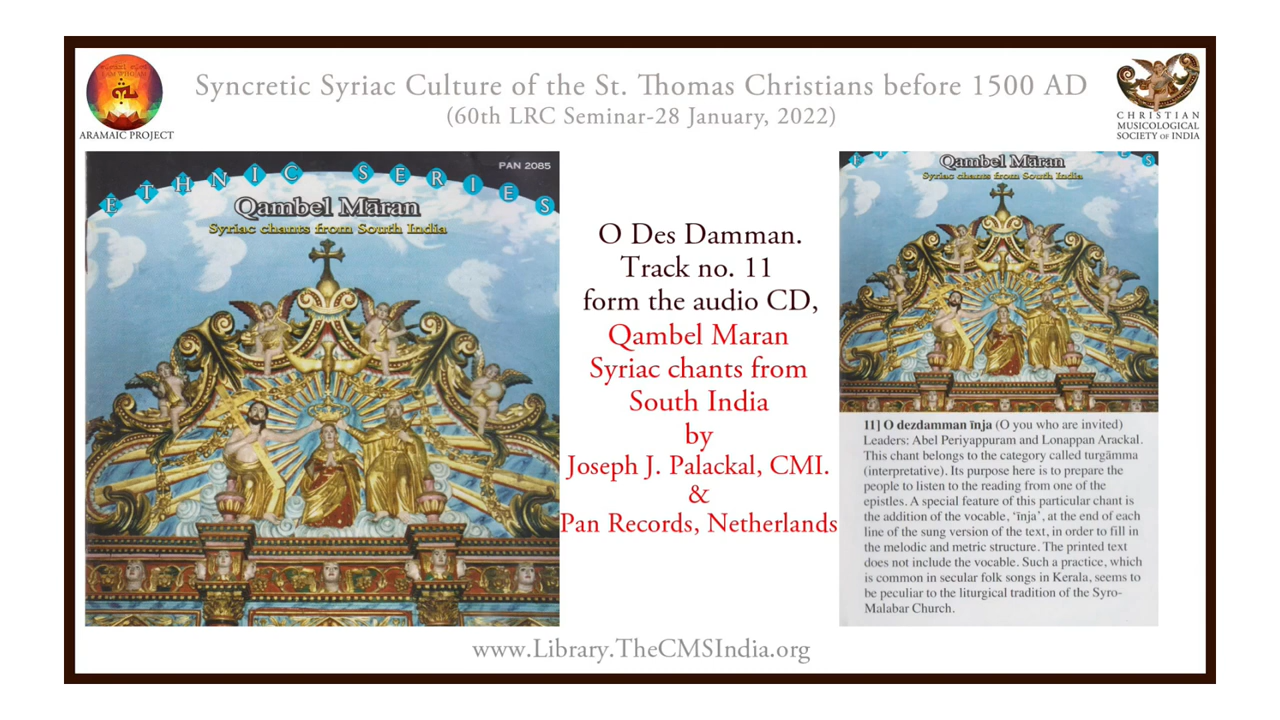 Syncretic Syriac Culture of the St. Thomas Christians before 1500 AD
(60th LRC Seminar-28 January, 2022)
ARAMAIC PROJECT
CHRISTIAN
MUSICOLOGICAL
SOCIETY OF INDIA
PAN 2085
ETHNIC SERIES
Qambel Māran
Syriac chants from South India
O Des Damman.
Track no. 11
form the audio CD,
Qambel Maran
Syriac chants from
South India
by
Joseph J. Palackal, CMI.
&
Pan Records, Netherlands
Qambel Māran
Syriac chants from South India
11] O dezdamman īnja (O you who are invited)
Leaders: Abel Periyappuram and Lonappan Arackal.
This chant belongs to the category called turgāmma
(interpretative). Its purpose here is to prepare the
people to listen to the reading from one of the
epistles. A special feature of this particular chant is
the addition of the vocable, ‘īnja’, at the end of each
line of the sung version of the text, in order to fill in
the melodic and metric structure. The printed text
does not include the vocable. Such a practice, which
is common in secular folk songs in Kerala, seems to
be peculiar to the liturgical tradition of the Syro-
Malabar Church.
www.Library.TheCMSIndia.org